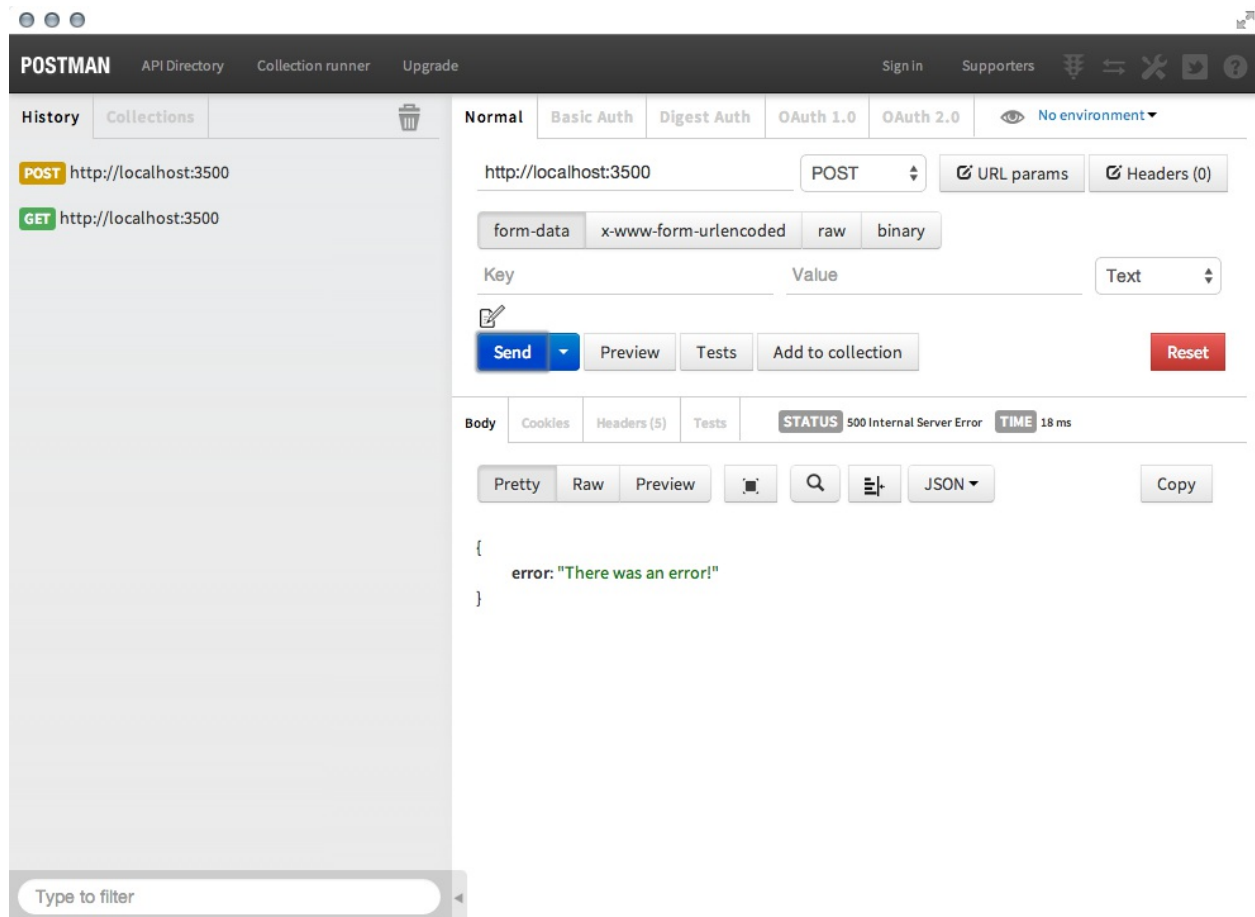 POSTMAN API Directory Collection runner Upgrade Sign in Supporters
History Collections
POST http://localhost:3500
GET http://localhost:3500
Type to filter
Normal Basic Auth Digest Auth OAuth 1.0 OAuth 2.0 No environment
http://localhost:3500 POST URL params Headers (0)
form-data x-www-form-urlencoded raw binary
Key Value Text
Send Preview Tests Add to collection Reset
Body Cookies Headers (5) Tests STATUS 500 Internal Server Error TIME 18 ms
Pretty Raw Preview JSON Copy
{
error: "There was an error!"
}